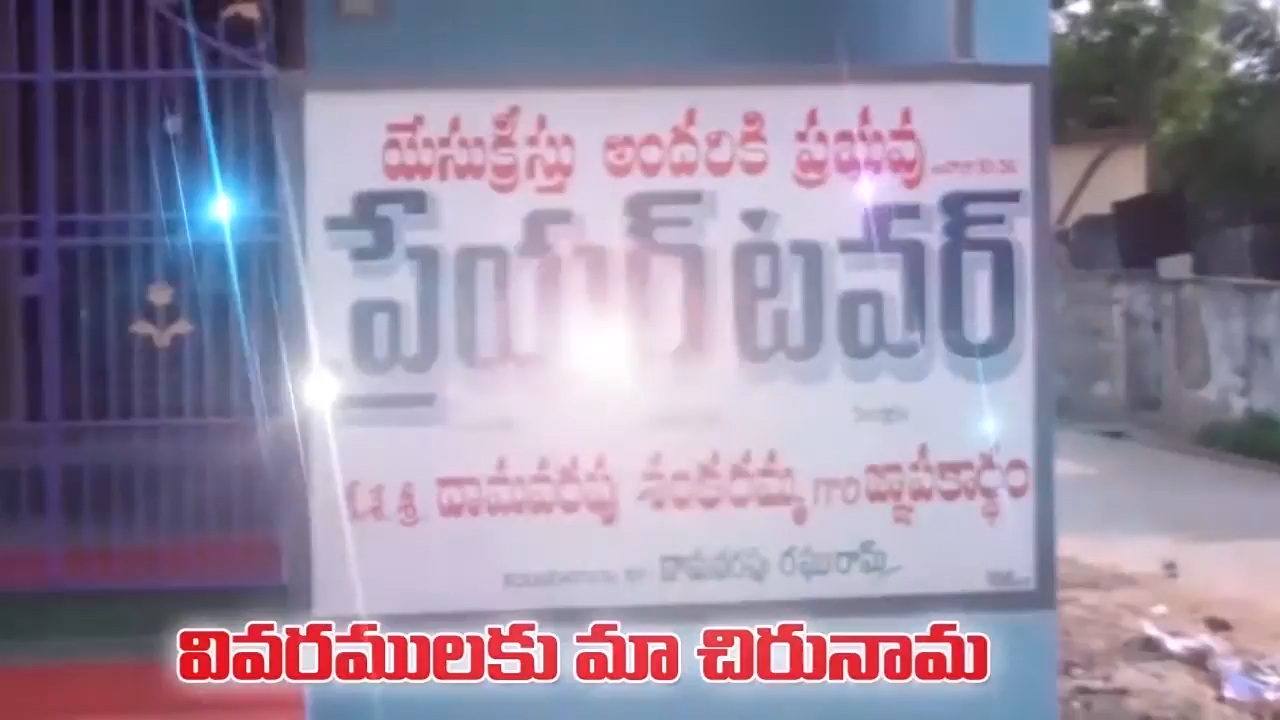 యేసుక్రీస్తు అందరికి ప్రభువు
ప్రేయర్ టవర్
కీ.శే.శ్రీ. దామవరపు శంకరమ్మ గారి జ్ఞాపకార్థం
దామవరపు రఘురామ్
వివరములకు మా చిరునామ